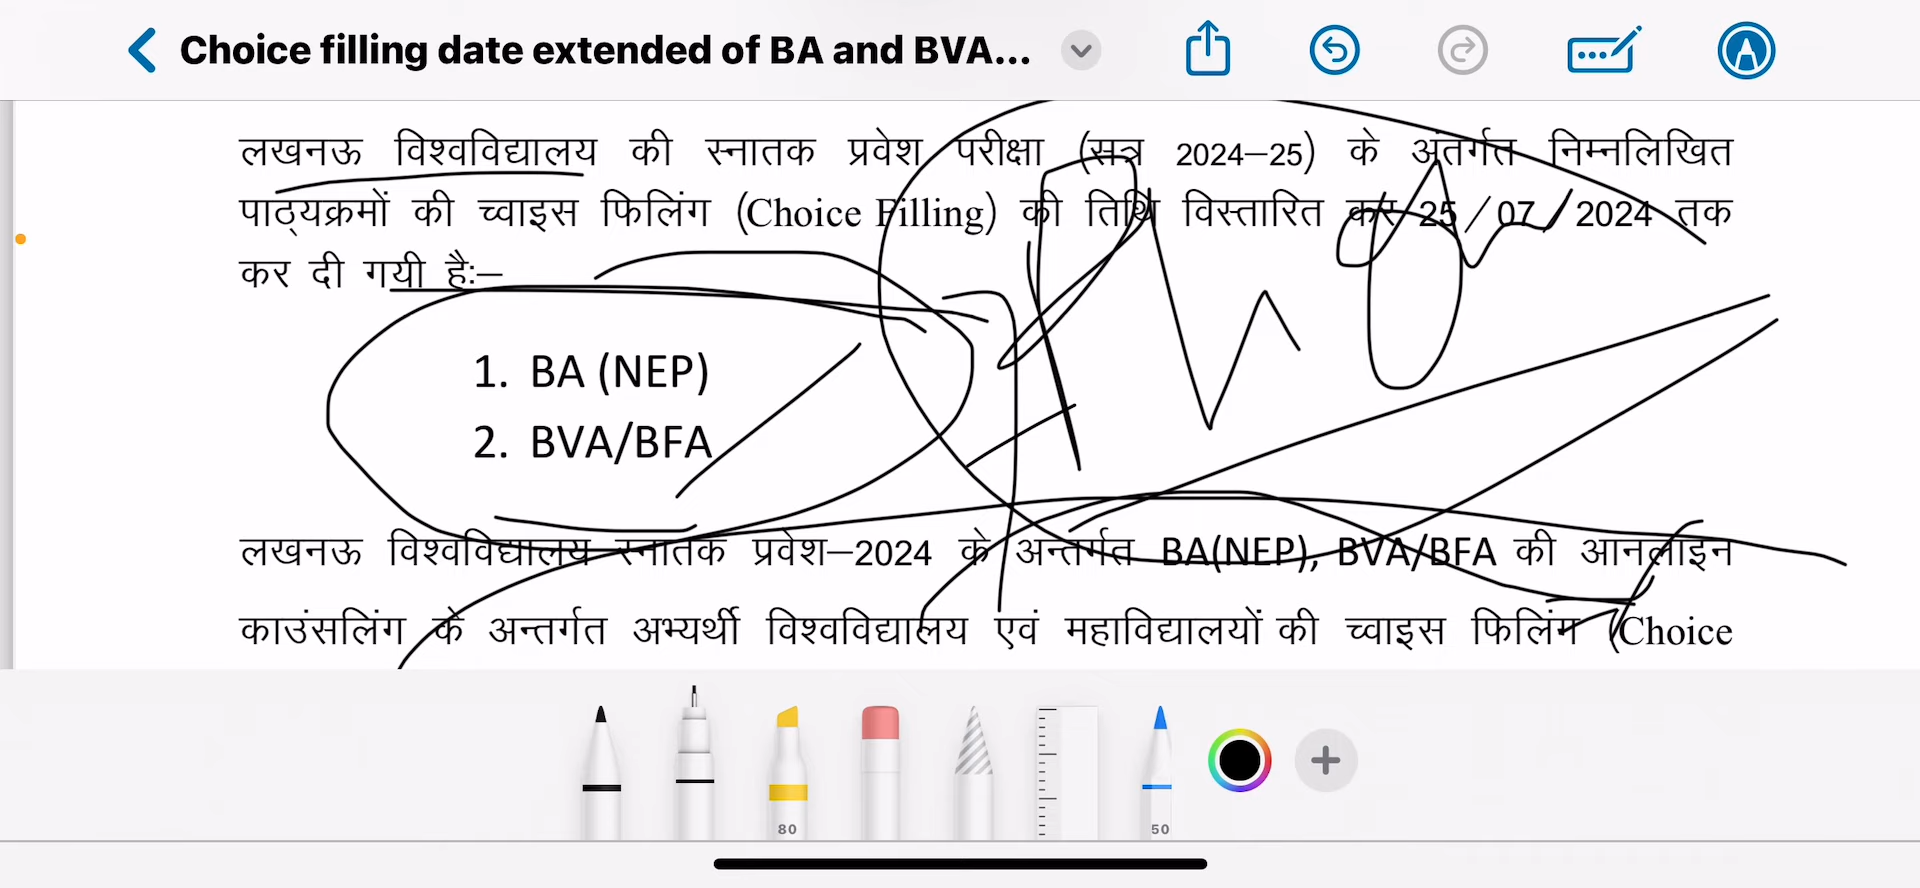 Choice filling date extended of BA and BVA...
लखनऊ विश्वविद्यालय की स्नातक प्रवेश परीक्षा (सत्र 2024–25) के अंतर्गत निम्नलिखित
पाठ्यक्रमों की च्वाइस फिलिंग (Choice Filling) की तिथि विस्तारित कर 25/07/2024 तक
कर दी गयी है:–
1. BA (NEP)
2. BVA/BFA
लखनऊ विश्वविद्यालय स्नातक प्रवेश–2024 के अन्तर्गत BA(NEP), BVA/BFA की आनलाइन
काउंसलिंग के अन्तर्गत अभ्यर्थी विश्वविद्यालय एवं महाविद्यालयों की च्वाइस फिलिंग (Choice
80
50